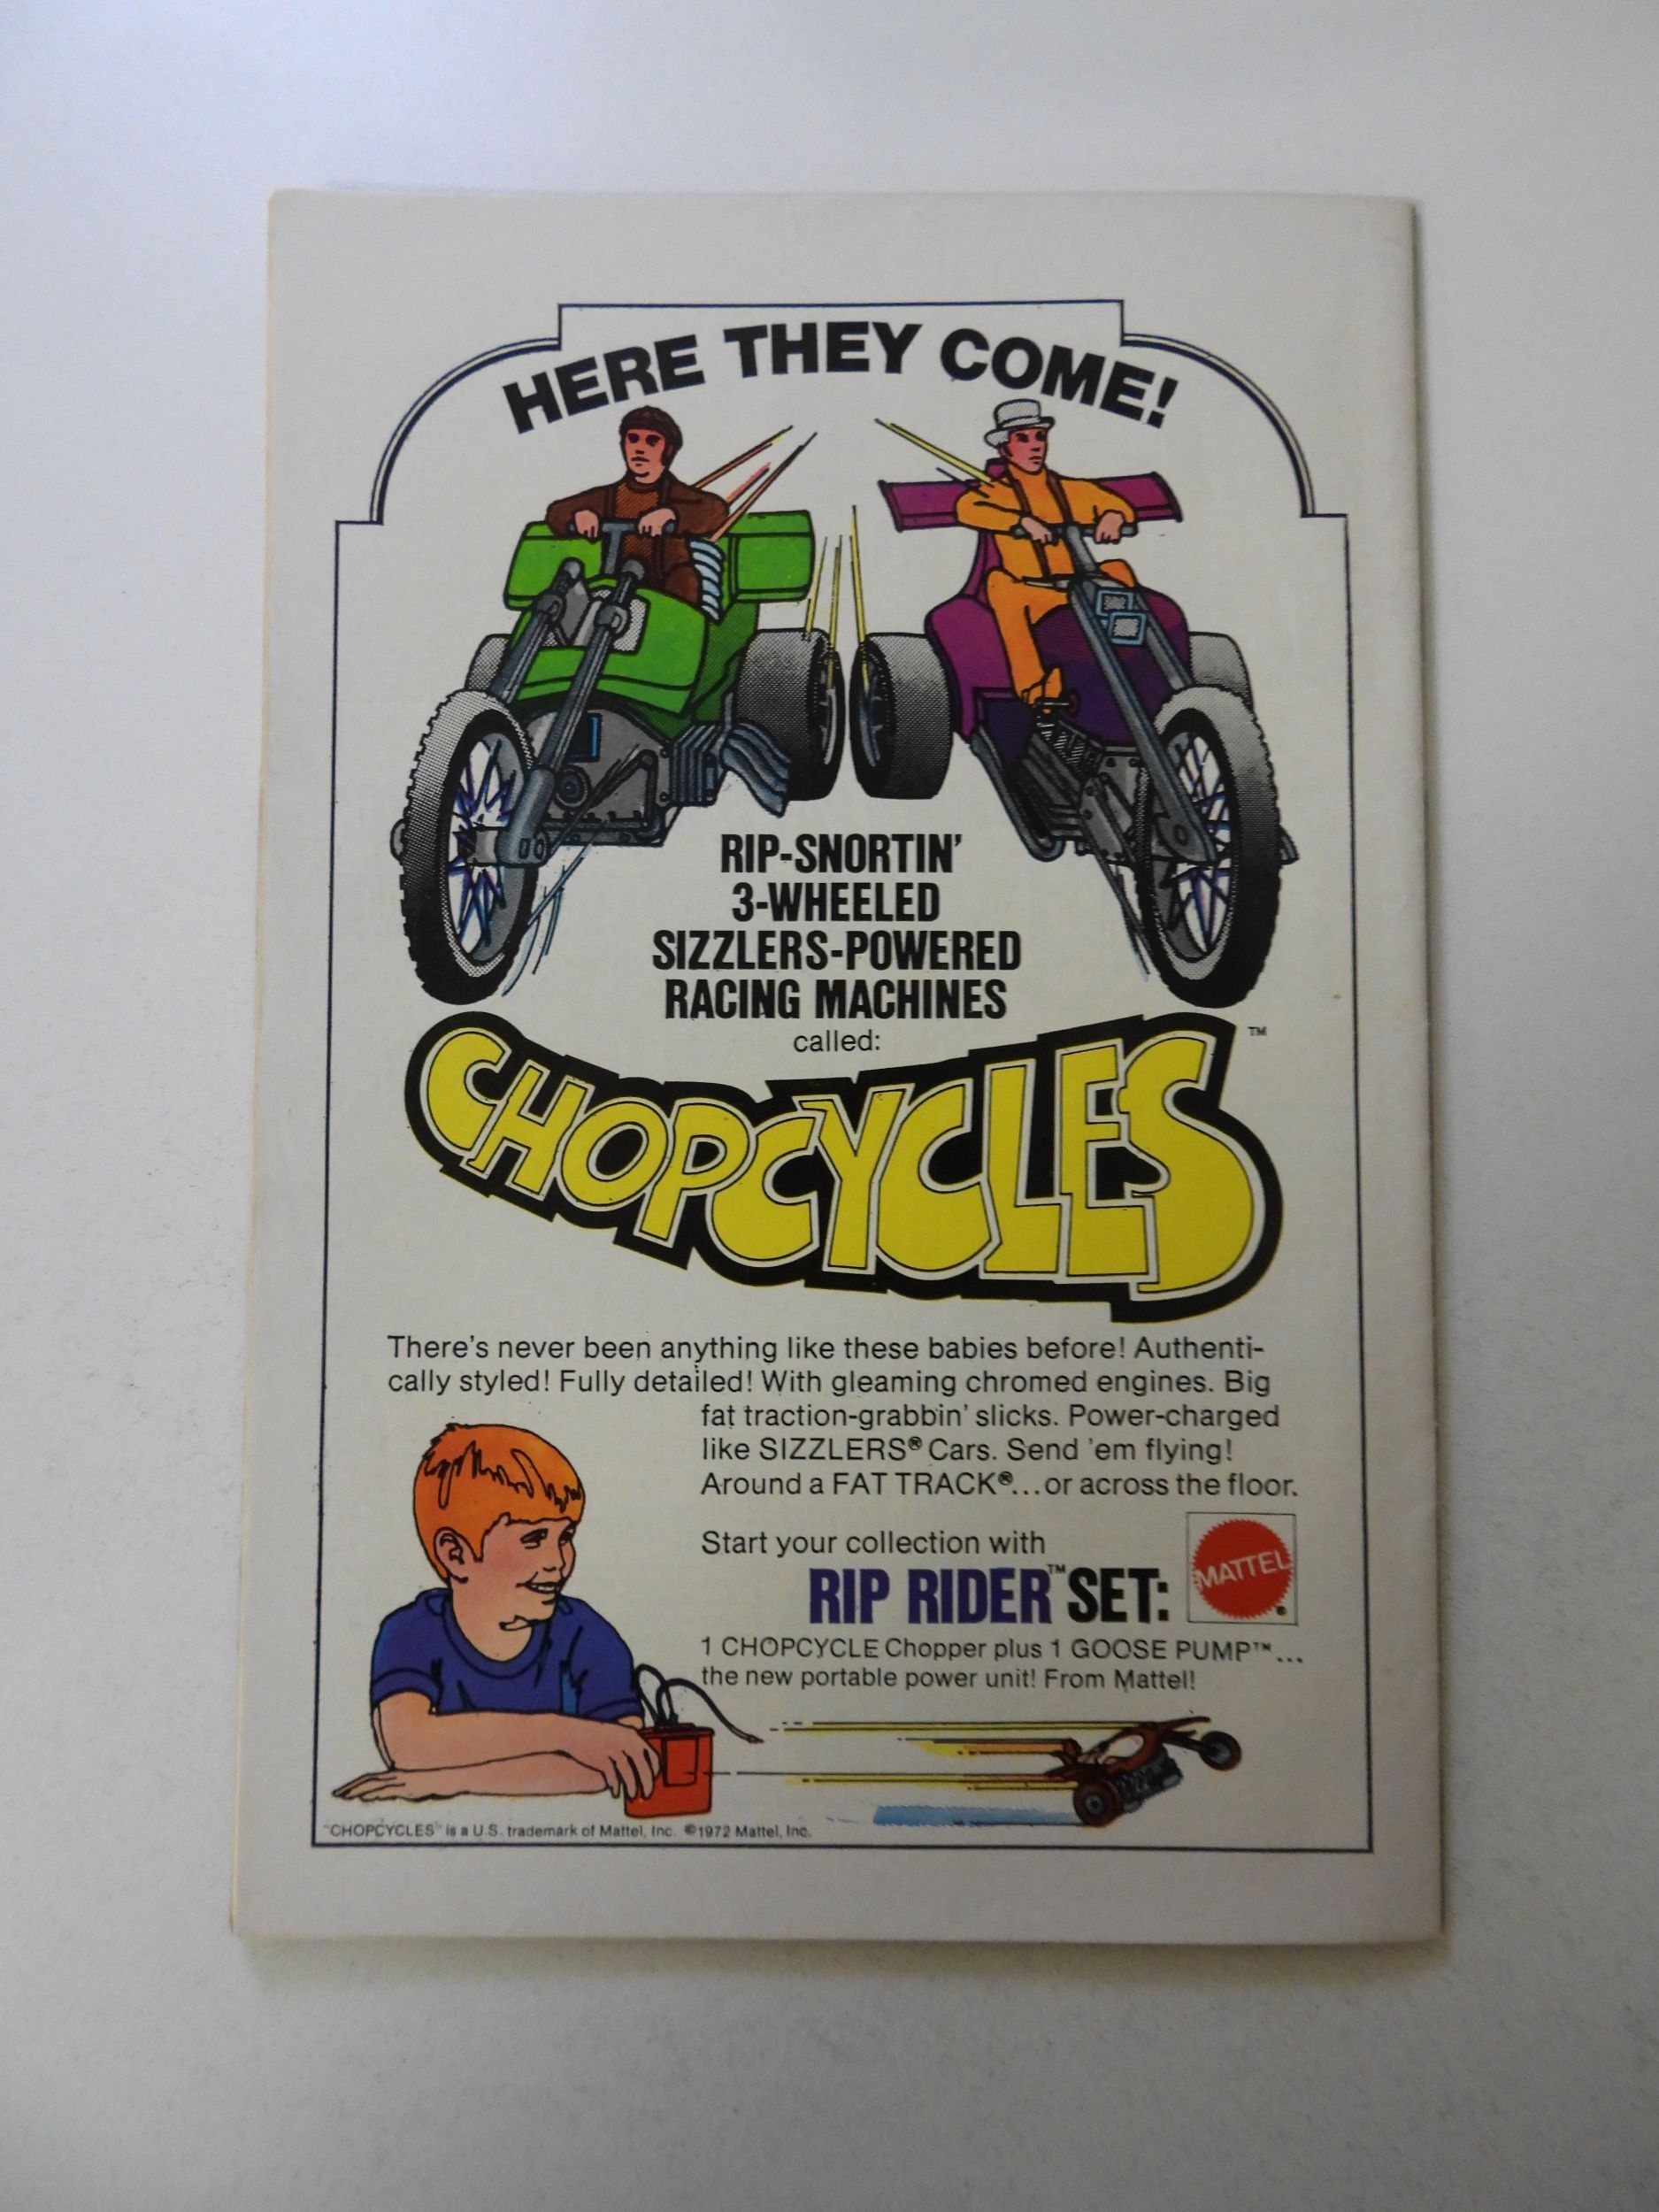 HERE THEY COME!
RIP-SNORTIN'
3-WHEELED
SIZZLERS-POWERED
RACING MACHINES
called:
CHOPCYCLES™
There's never been anything like these babies before! Authenti-
cally styled! Fully detailed! With gleaming chromed engines. Big
fat traction-grabbin' slicks. Power-charged
like SIZZLERS® Cars. Send 'em flying!
Around a FAT TRACK®...or across the floor.
Start your collection with
RIP RIDER™ SET:
MATTEL®
1 CHOPCYCLE Chopper plus 1 GOOSE PUMP™...
the new portable power unit! From Mattel!
"CHOPCYCLES" is a U.S. trademark of Mattel, Inc. ©1972 Mattel, Inc.